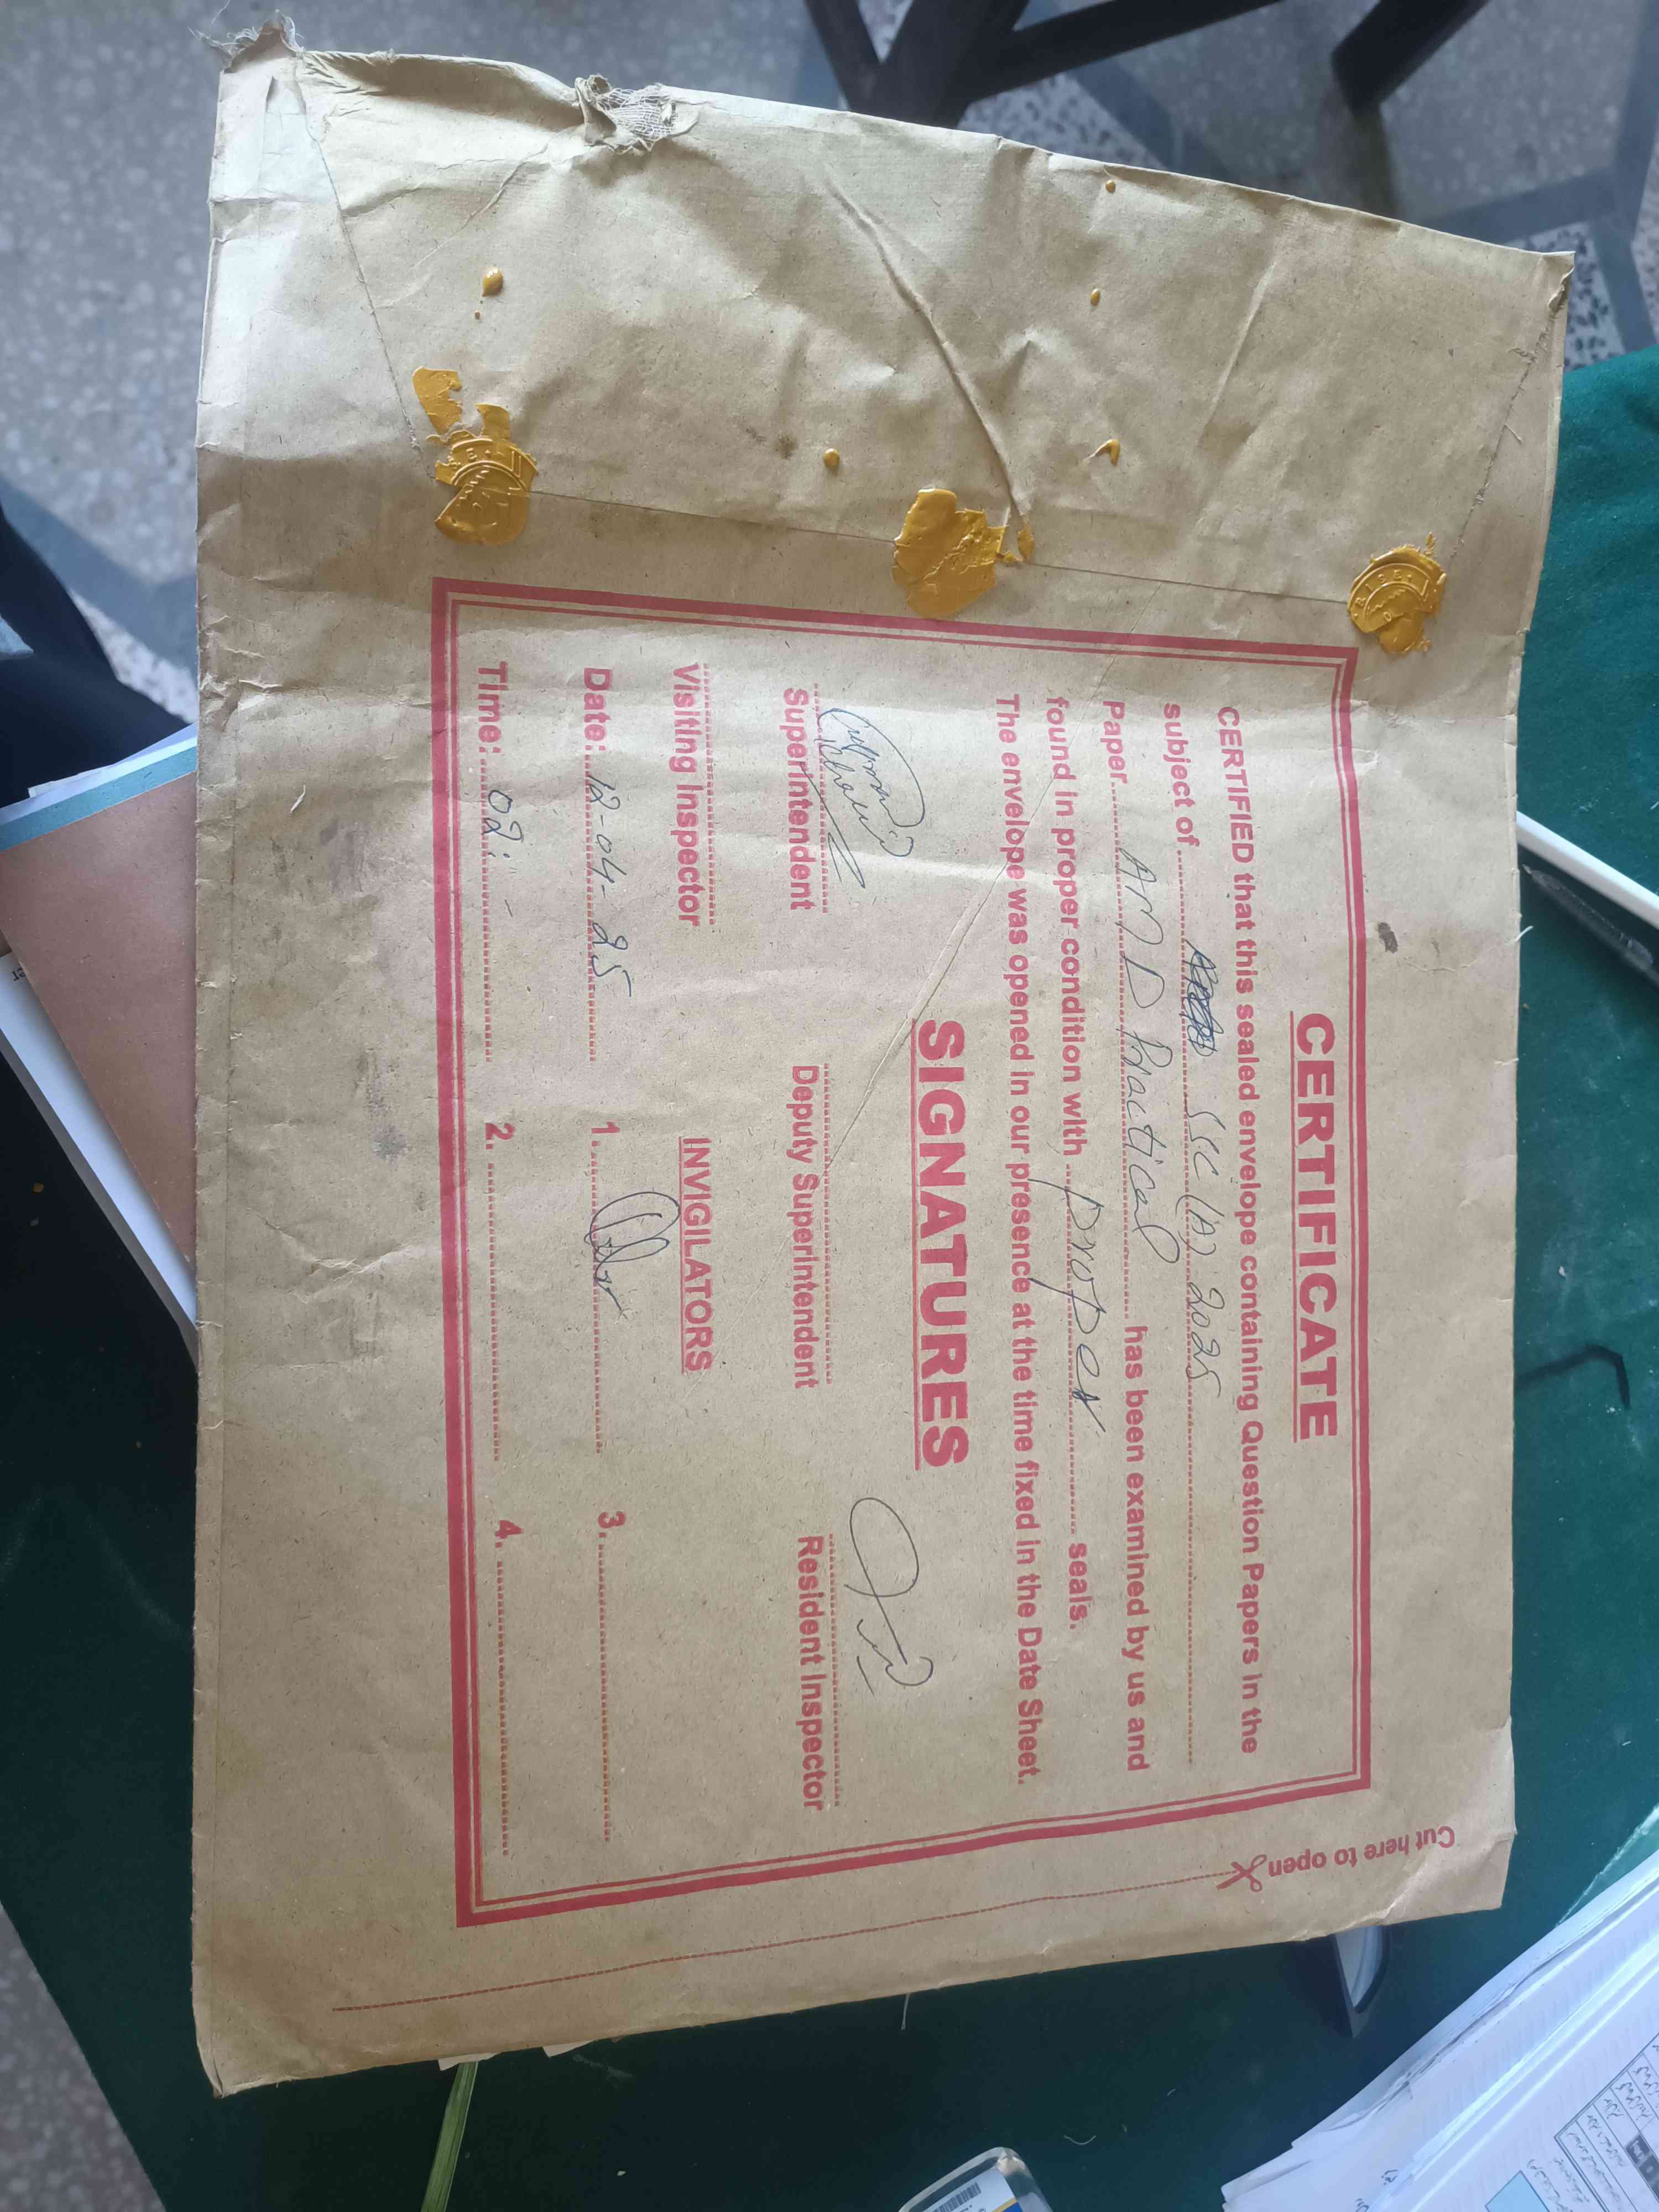 CERTIFICATE
CERTIFIED that this sealed envelope containing Question Papers in the
subject of SSC (A) 2025
Paper Art D Practical has been examined by us and
found in proper condition with proper seals.
The envelope was opened in our presence at the time fixed in the Date Sheet.
SIGNATURES
Superintendent Deputy Superintendent Resident Inspector
Visiting Inspector INVIGILATORS
Date: 12-04-25 1. 3.
Time: 02: - 2. 4.
Cut here to open